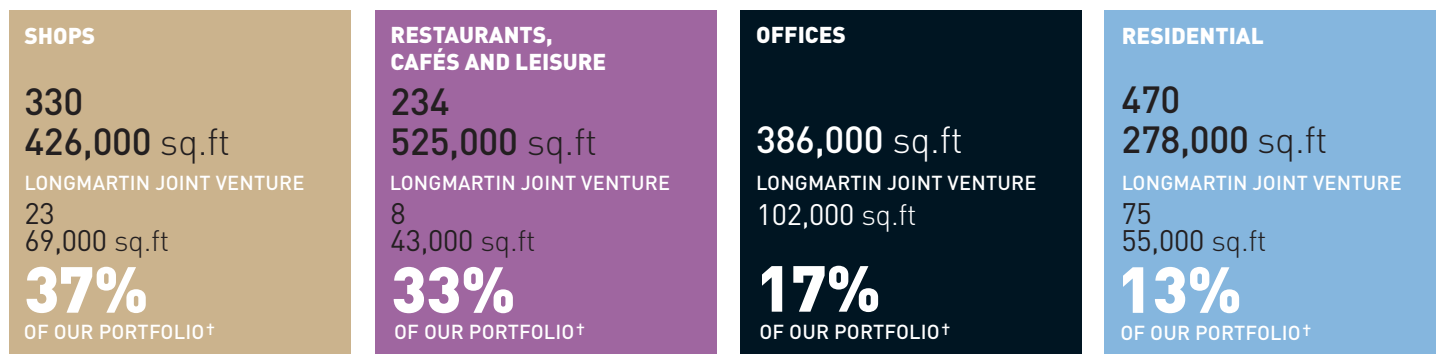 SHOPS
330
426,000 sq.ft
LONGMARTIN JOINT VENTURE
23
69,000 sq.ft
37%
OF OUR PORTFOLIO†
RESTAURANTS,
CAFÉS AND LEISURE
234
525,000 sq.ft
LONGMARTIN JOINT VENTURE
8
43,000 sq.ft
33%
OF OUR PORTFOLIO†
OFFICES
386,000 sq.ft
LONGMARTIN JOINT VENTURE
102,000 sq.ft
17%
OF OUR PORTFOLIO†
RESIDENTIAL
470
278,000 sq.ft
LONGMARTIN JOINT VENTURE
75
55,000 sq.ft
13%
OF OUR PORTFOLIO†